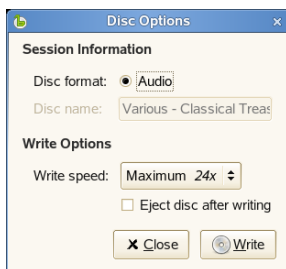 Disc Options
Session Information
Disc format: Audio
Disc name: Various - Classical Treas
Write Options
Write speed: Maximum 24x
Eject disc after writing
Close Write